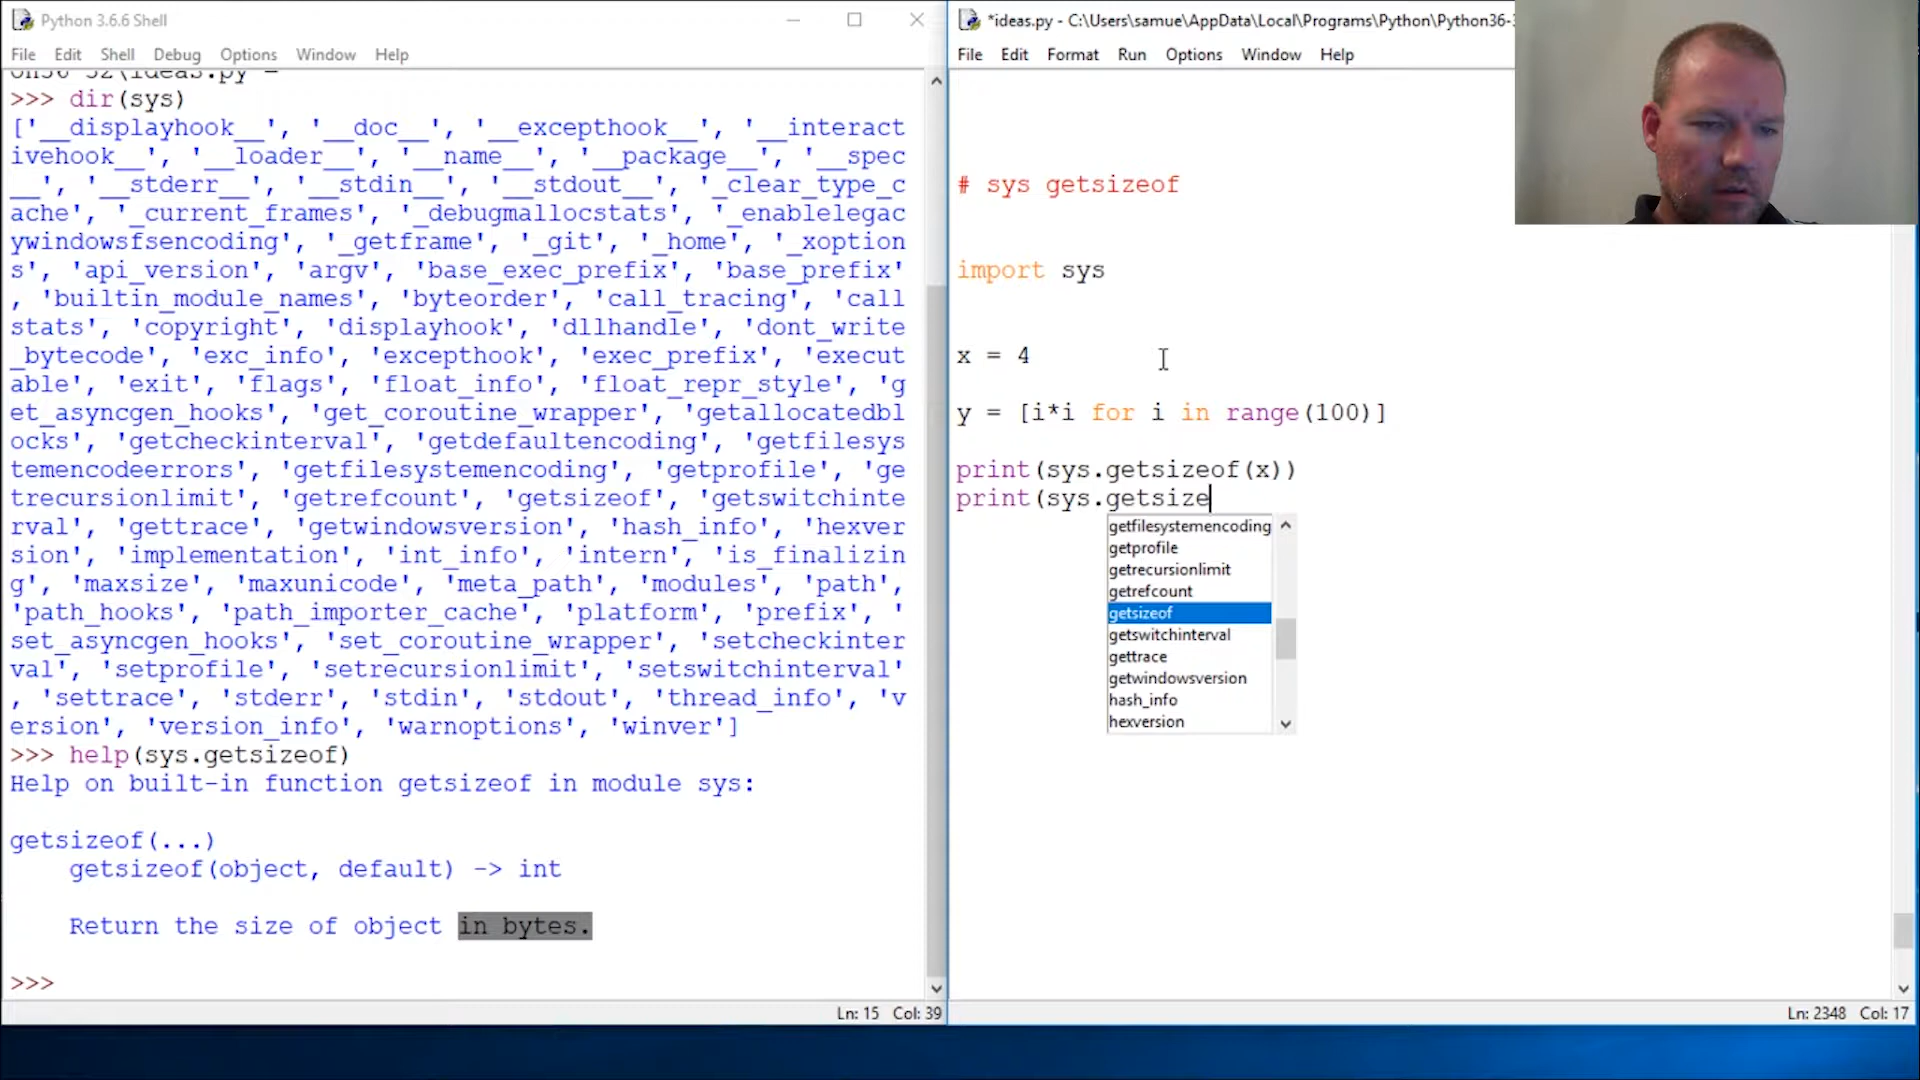 Python 3.6.6 Shell
File Edit Shell Debug Options Window Help
>>> dir(sys)
['__displayhook__', '__doc__', '__excepthook__', '__interact
ivehook__', '__loader__', '__name__', '__package__', '__spec
__', '__stderr__', '__stdin__', '__stdout__', '_clear_type_c
ache', '_current_frames', '_debugmallocstats', '_enablelegac
ywindowsfsencoding', '_getframe', '_git', '_home', '_xoption
s', 'api_version', 'argv', 'base_exec_prefix', 'base_prefix'
, 'builtin_module_names', 'byteorder', 'call_tracing', 'call
stats', 'copyright', 'displayhook', 'dllhandle', 'dont_write
_bytecode', 'exc_info', 'excepthook', 'exec_prefix', 'execut
able', 'exit', 'flags', 'float_info', 'float_repr_style', 'g
et_asyncgen_hooks', 'get_coroutine_wrapper', 'getallocatedbl
ocks', 'getcheckinterval', 'getdefaultencoding', 'getfilesys
temencodeerrors', 'getfilesystemencoding', 'getprofile', 'ge
trecursionlimit', 'getrefcount', 'getsizeof', 'getswitchinte
rval', 'gettrace', 'getwindowsversion', 'hash_info', 'hexver
sion', 'implementation', 'int_info', 'intern', 'is_finalizin
g', 'maxsize', 'maxunicode', 'meta_path', 'modules', 'path',
'path_hooks', 'path_importer_cache', 'platform', 'prefix', '
set_asyncgen_hooks', 'set_coroutine_wrapper', 'setcheckinter
val', 'setprofile', 'setrecursionlimit', 'setswitchinterval'
, 'settrace', 'stderr', 'stdin', 'stdout', 'thread_info', 'v
ersion', 'version_info', 'warnoptions', 'winver']
>>> help(sys.getsizeof)
Help on built-in function getsizeof in module sys:
getsizeof(...)
getsizeof(object, default) -> int
Return the size of object in bytes.
>>>
Ln: 15 Col: 39
*ideas.py - C:\Users\samue\AppData\Local\Programs\Python\Python36-
File Edit Format Run Options Window Help
# sys getsizeof
import sys
x = 4
y = [i*i for i in range(100)]
print(sys.getsizeof(x))
print(sys.getsize
getfilesystemencoding
getprofile
getrecursionlimit
getrefcount
getsizeof
getswitchinterval
gettrace
getwindowsversion
hash_info
hexversion
Ln: 2348 Col: 17